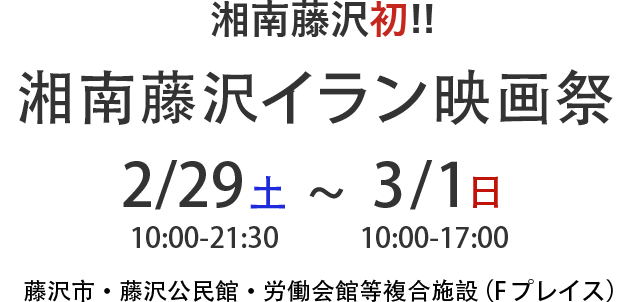 湘南藤沢初!!
湘南藤沢イラン映画祭
2/29土 ～ 3/1日
10:00-21:30 10:00-17:00
藤沢市・藤沢公民館・労働会館等複合施設（Fプレイス）